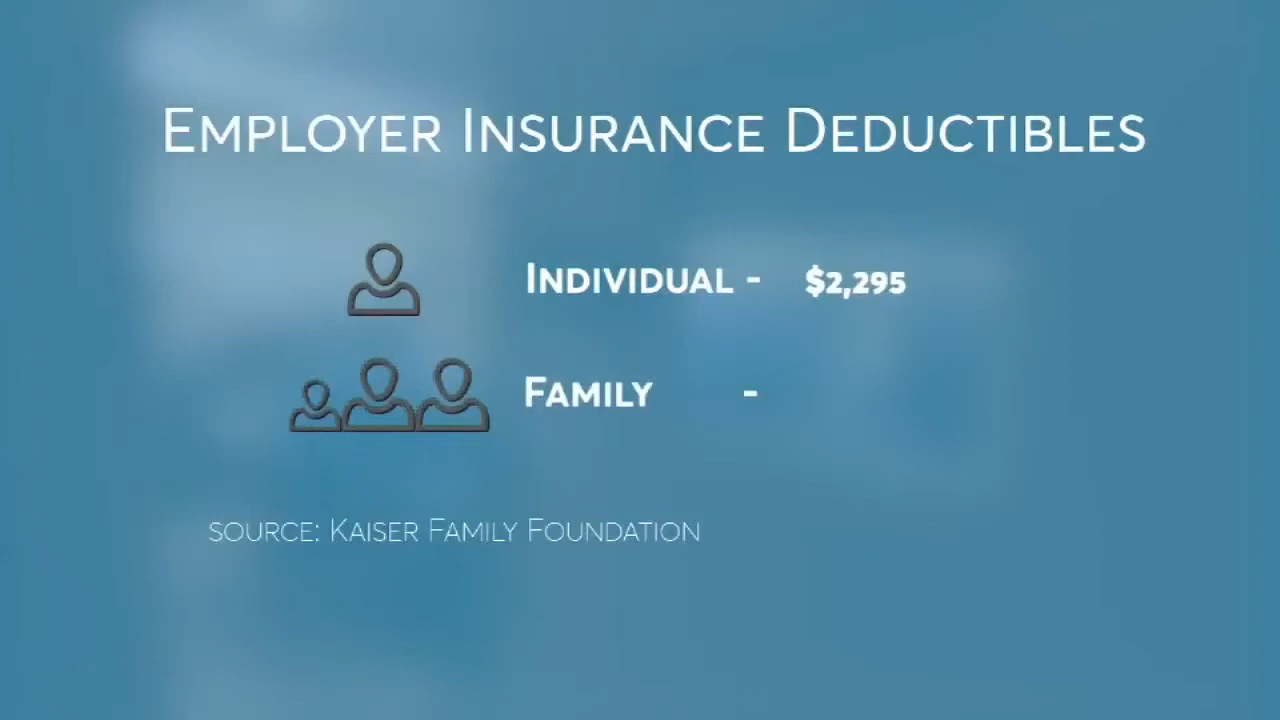 Employer Insurance Deductibles
Individual - $2,295
Family -
source: Kaiser Family Foundation